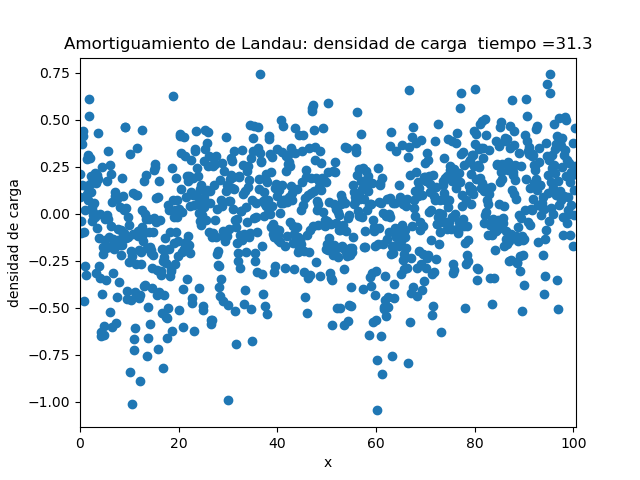 Amortiguamiento de Landau: densidad de carga  tiempo =31.3
densidad de carga
0.75
0.50
0.25
0.00
−0.25
−0.50
−0.75
−1.00
0 20 40 60 80 100
x